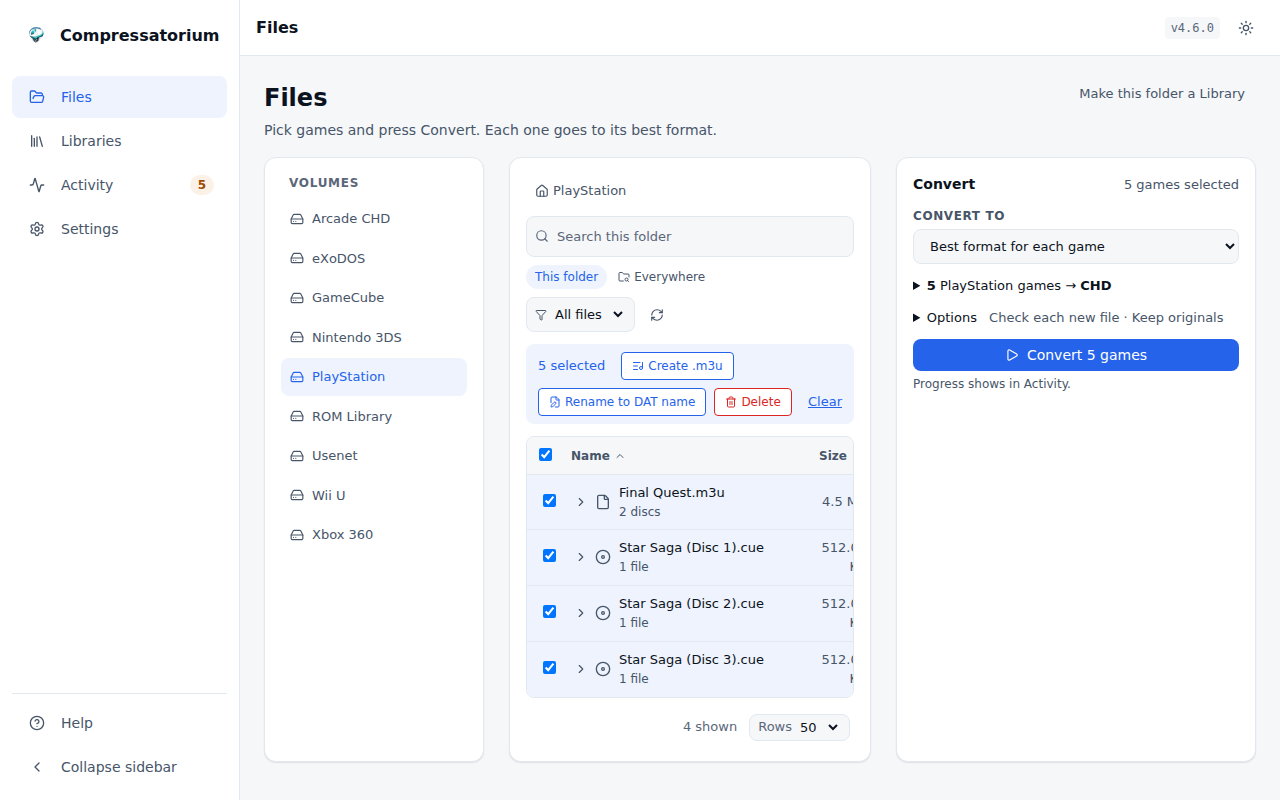 Compressatorium
Files
Libraries
Activity
5
Settings
Help
Collapse sidebar
Files
v4.6.0
Files
Make this folder a Library
Pick games and press Convert. Each one goes to its best format.
VOLUMES
Arcade CHD
eXoDOS
GameCube
Nintendo 3DS
PlayStation
ROM Library
Usenet
Wii U
Xbox 360
PlayStation
Search this folder
This folder
Everywhere
All files
5 selected
Create .m3u
Rename to DAT name
Delete
Clear
Name
Size
Final Quest.m3u
4.5
2 discs
Star Saga (Disc 1).cue
1 file
Star Saga (Disc 2).cue
1 file
Star Saga (Disc 3).cue
1 file
4 shown
Rows 50
Convert
5 games selected
CONVERT TO
Best format for each game
5 PlayStation games → CHD
Options Check each new file · Keep originals
Convert 5 games
Progress shows in Activity.